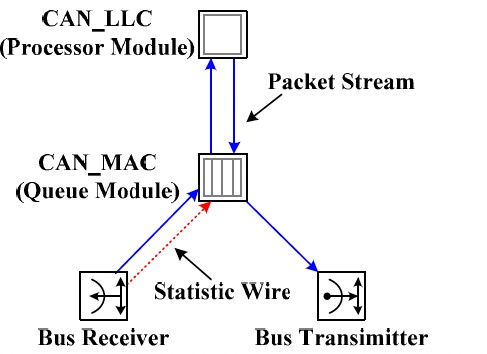 CAN_LLC
(Processor Module)
Packet Stream
CAN_MAC
(Queue Module)
Statistic Wire
Bus Receiver
Bus Transimitter